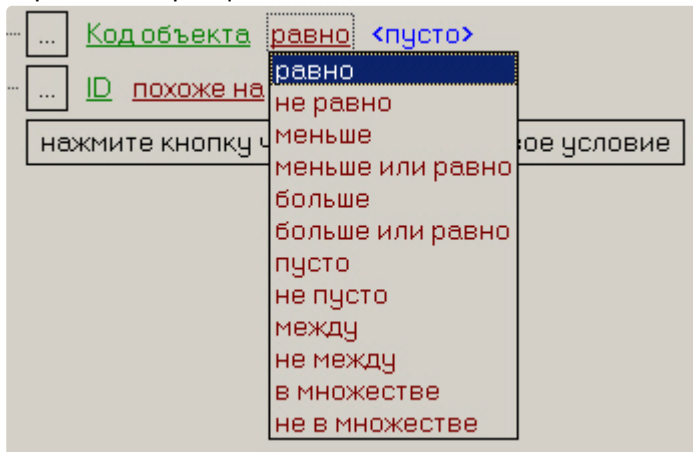 ... Код объекта равно <пусто>
... ID похоже на
нажмите кнопку ч ое условие
равно
не равно
меньше
меньше или равно
больше
больше или равно
пусто
не пусто
между
не между
в множестве
не в множестве